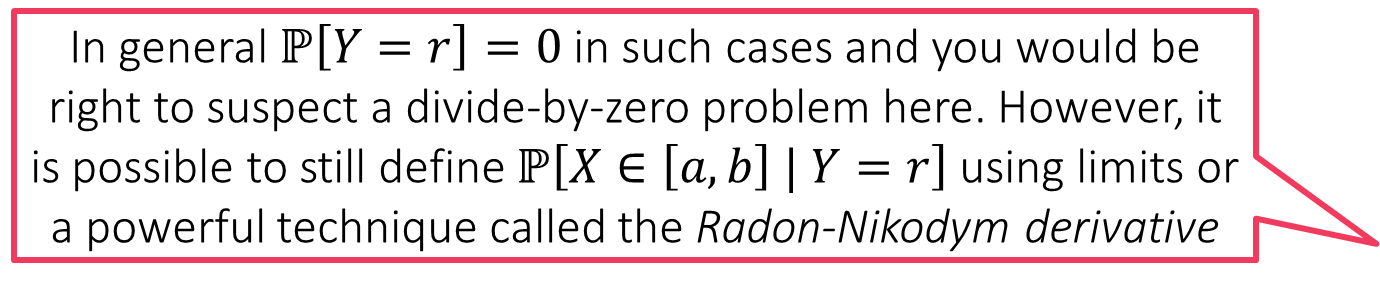 In general ℙ[𝑌 = 𝑟] = 0 in such cases and you would be
right to suspect a divide-by-zero problem here. However, it
is possible to still define ℙ[𝑋 ∈ [𝑎, 𝑏] | 𝑌 = 𝑟] using limits or
a powerful technique called the Radon-Nikodym derivative